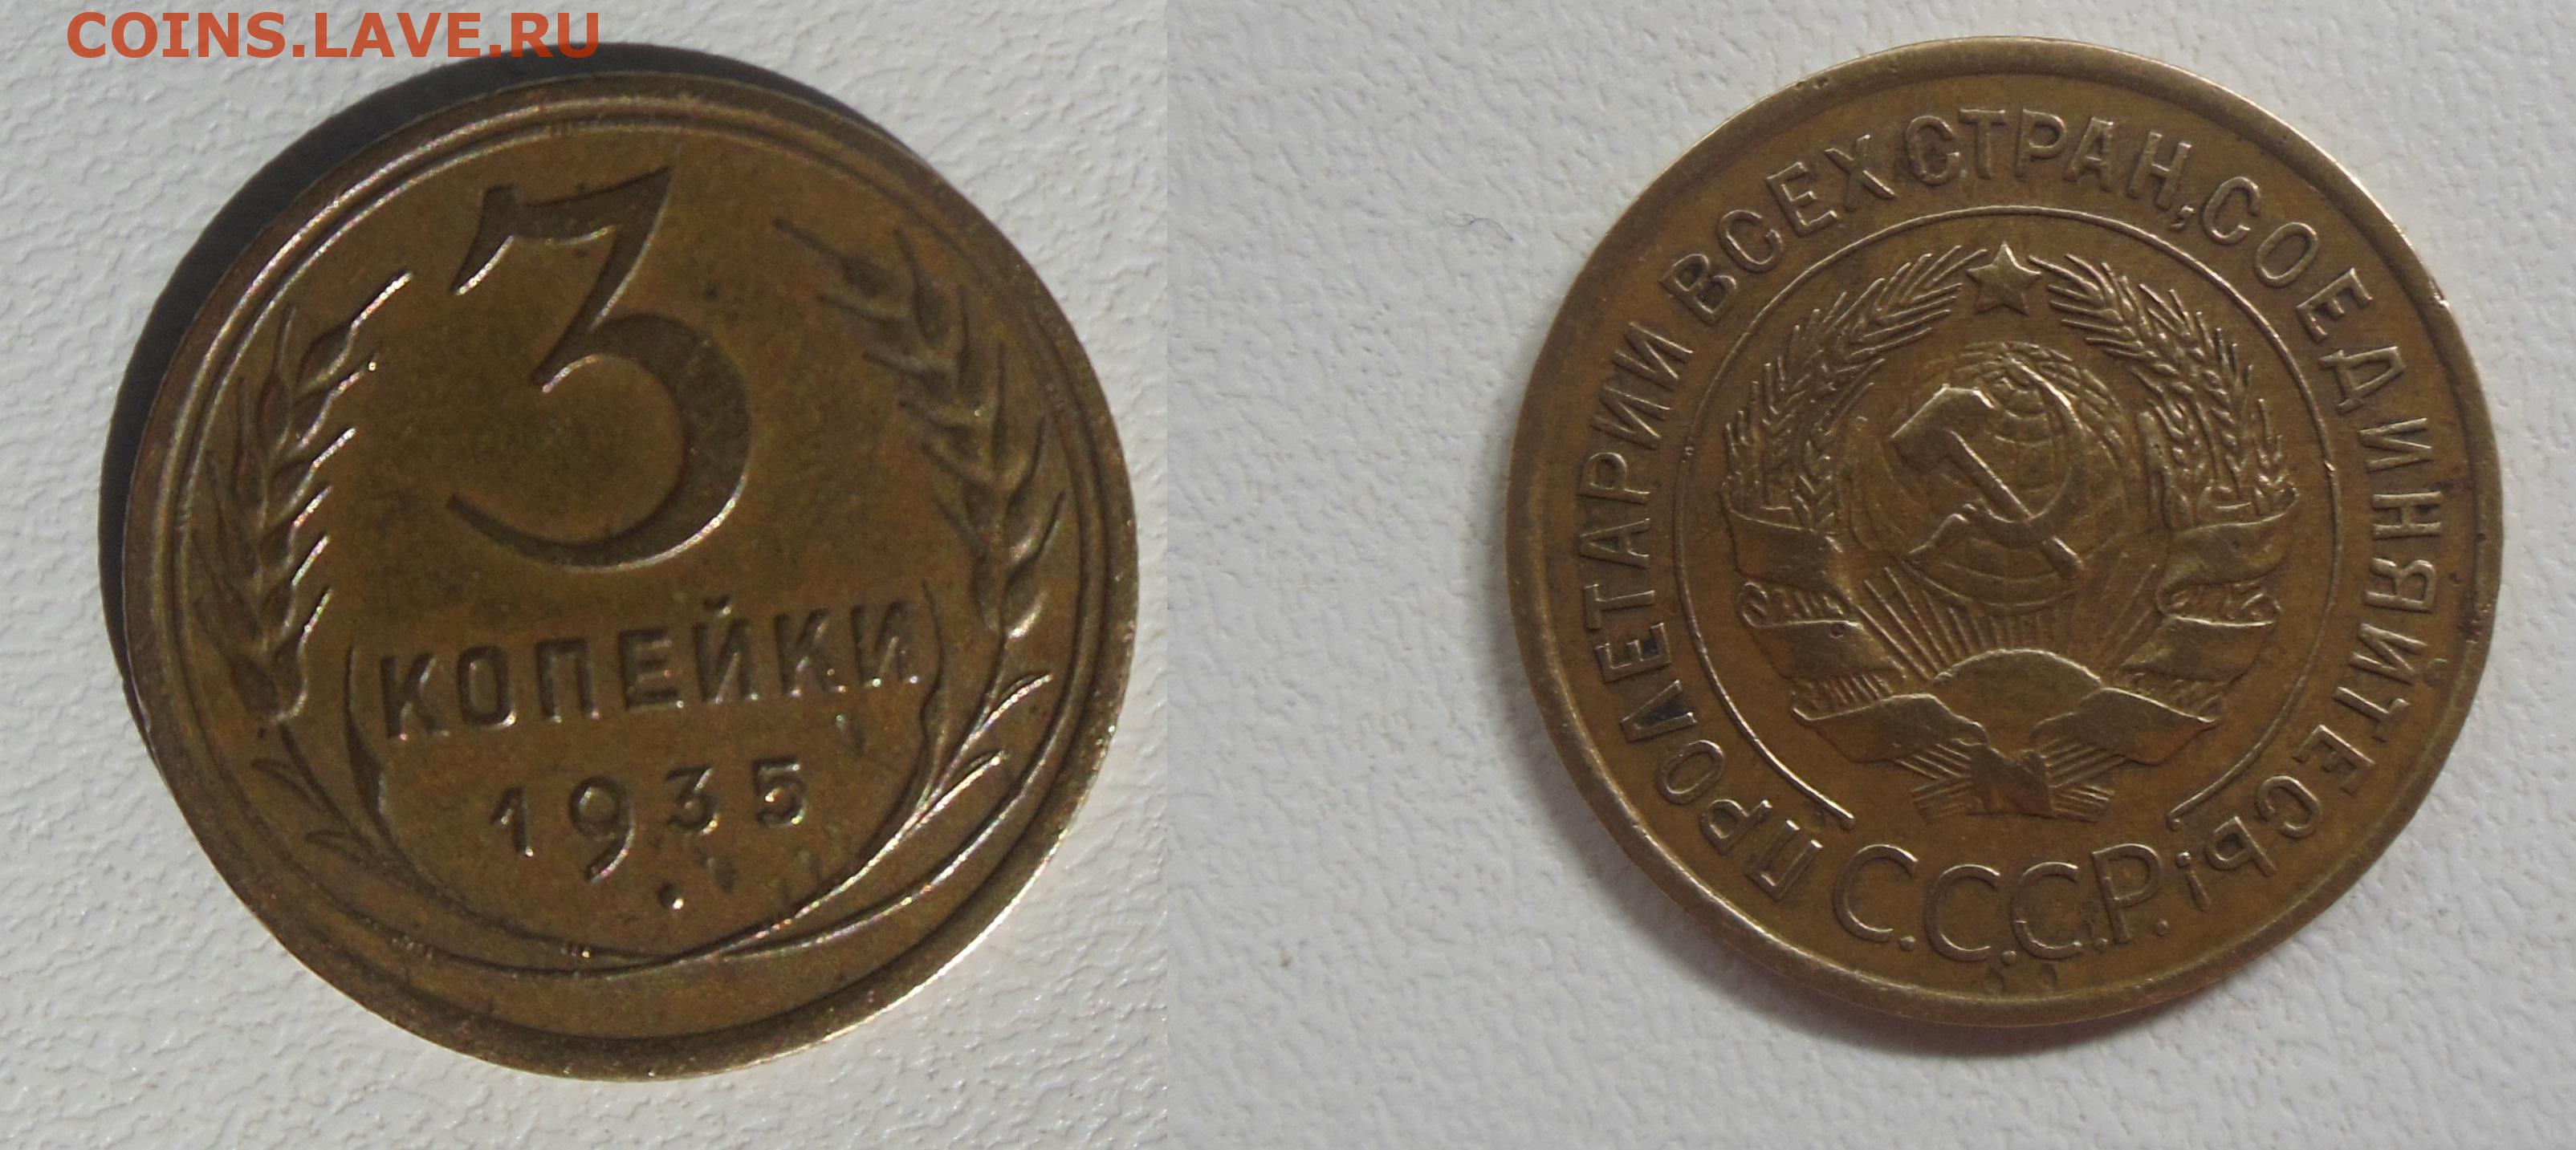 COINS.LAVE.RU
3
КОПЕЙКИ
1935
ПРОЛЕТАРИИ ВСЕХ СТРАН, СОЕДИНЯЙТЕСЬ!
С.С.С.Р.